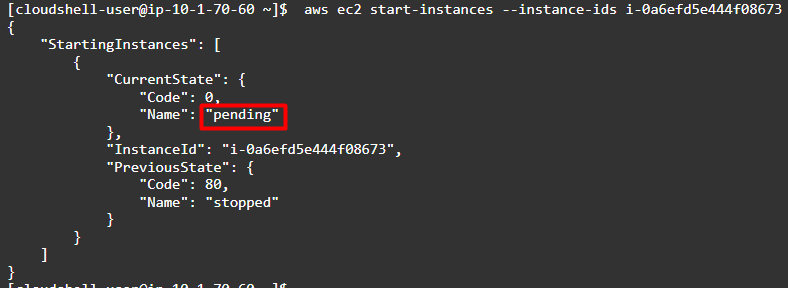 [cloudshell-user@ip-10-1-70-60 ~]$  aws ec2 start-instances --instance-ids i-0a6efd5e444f08673
{
    "StartingInstances": [
        {
            "CurrentState": {
                "Code": 0,
                "Name": "pending"
            },
            "InstanceId": "i-0a6efd5e444f08673",
            "PreviousState": {
                "Code": 80,
                "Name": "stopped"
            }
        }
    ]
}
[cloudshell-user@ip-10-1-70-60 ~]$